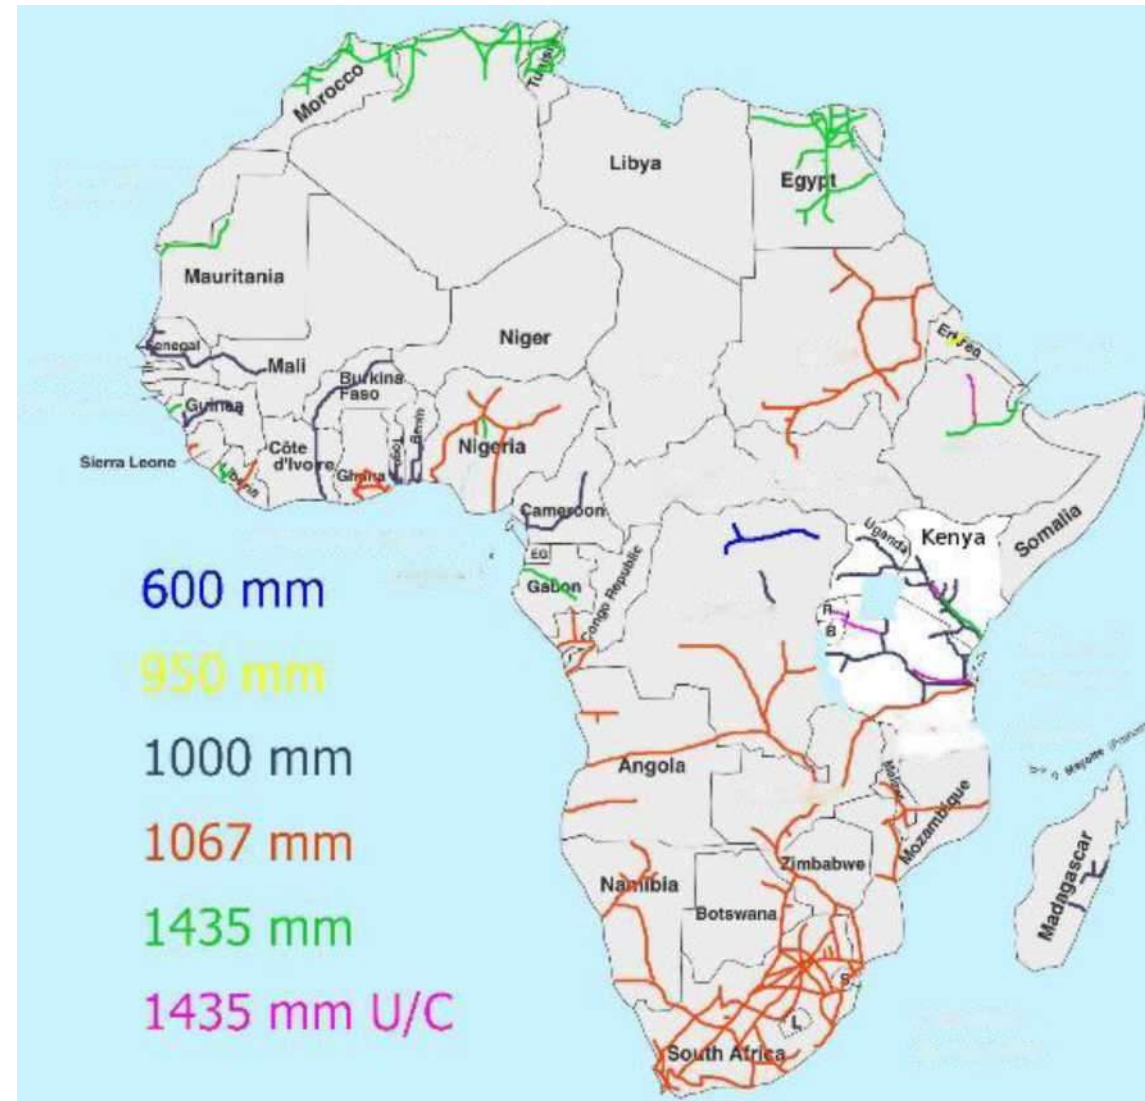 Morocco
Tunisia
Libya
Egypt
Mauritania
Niger
Senegal
Mali
Burkina
Faso
Eritrea
Guinea
Côte
d'Ivoire
Togo
Benin
Nigeria
Sierra Leone
Liberia
Ghana
Cameroon
Uganda
Kenya
Somalia
EG
Gabon
Congo Republic
R
B
600 mm
950 mm
1000 mm
1067 mm
1435 mm
1435 mm U/C
Angola
Malawi
Mozambique
Mayotte
Zimbabwe
Madagascar
Namibia
Botswana
S
L
South Africa